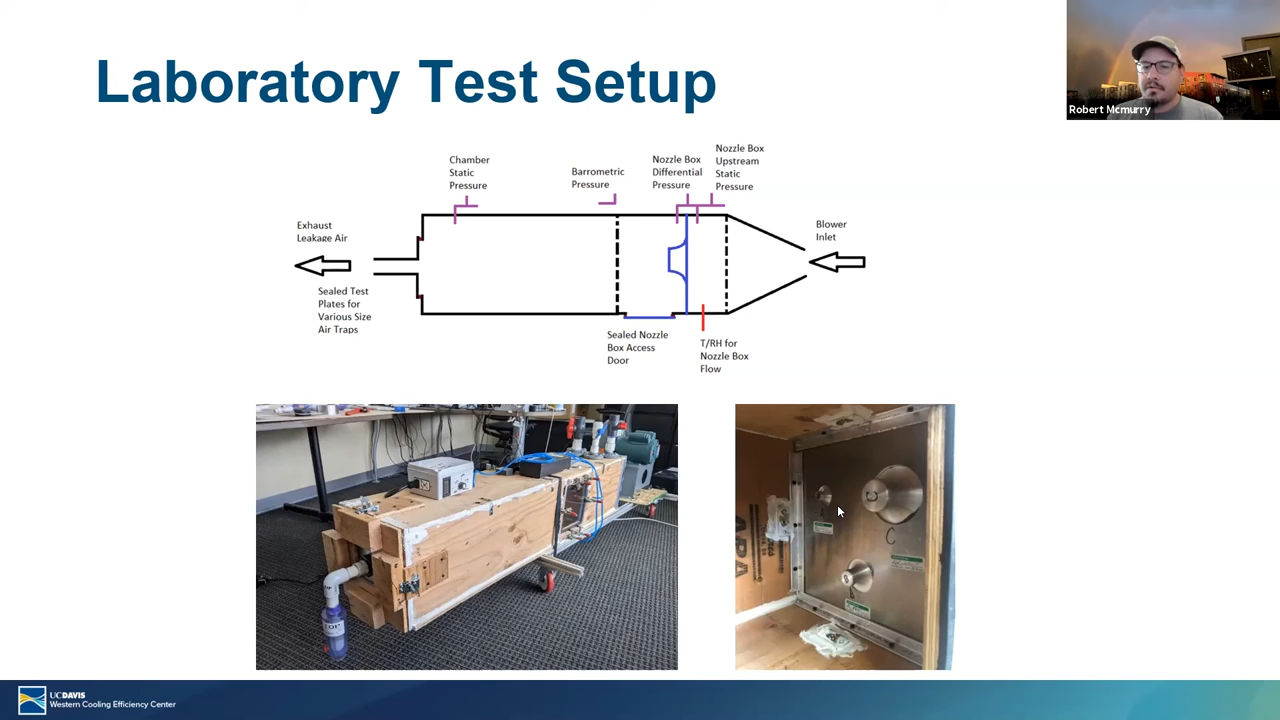 Laboratory Test Setup
Robert Mcmurry
Chamber
Static
Pressure
Barrometric
Pressure
Nozzle Box
Differential
Pressure
Nozzle Box
Upstream
Static
Pressure
Exhaust
Leakage Air
Blower
Inlet
Sealed Test
Plates for
Various Size
Air Traps
Sealed Nozzle
Box Access
Door
T/RH for
Nozzle Box
Flow
C
UCDAVIS
Western Cooling Efficiency Center